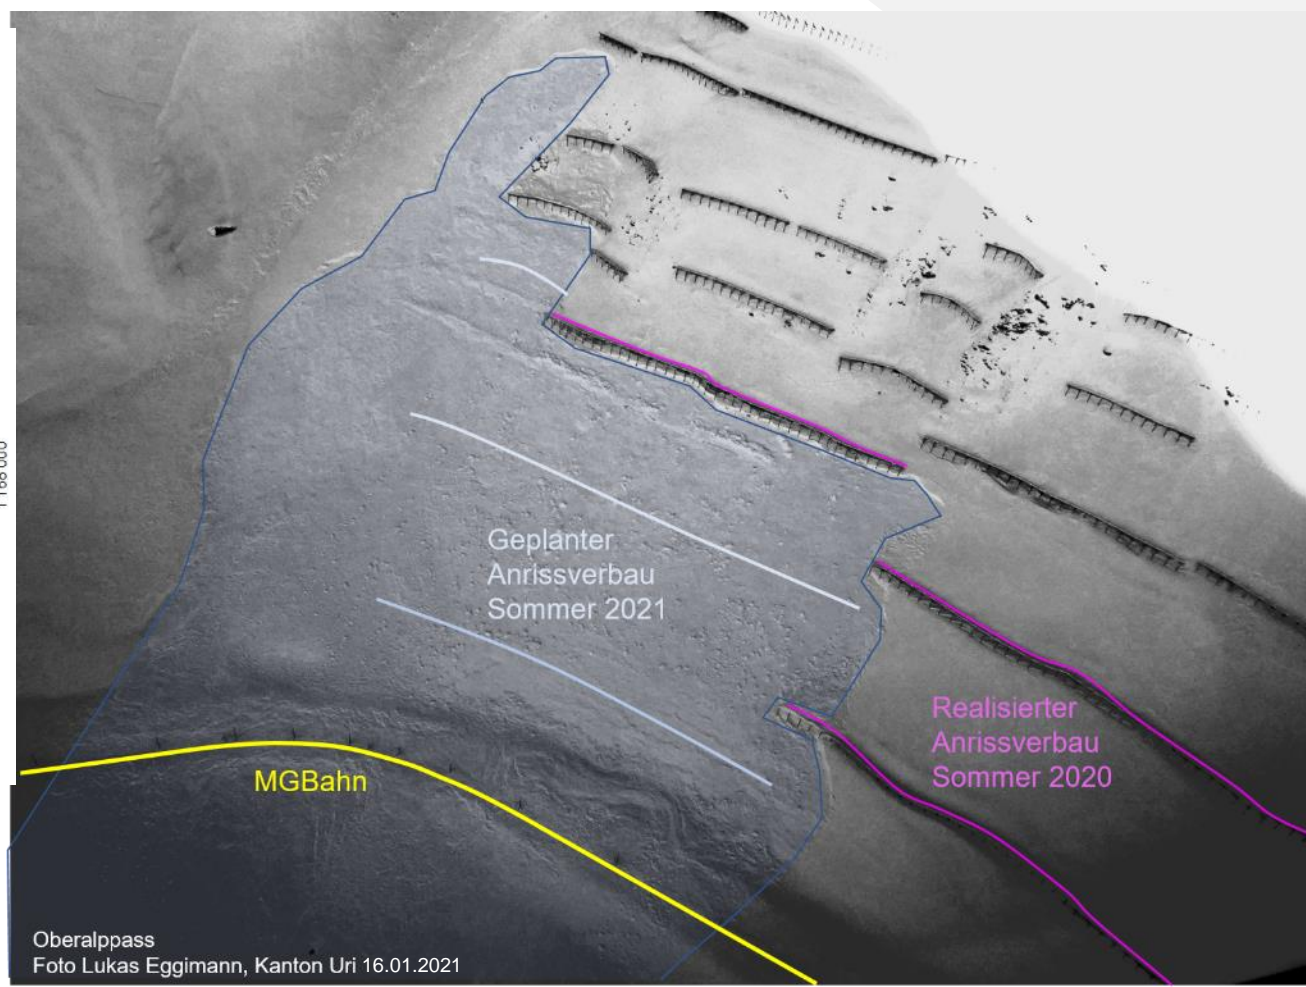 Geplanter
Anrissverbau
Sommer 2021
Realisierter
Anrissverbau
Sommer 2020
MGBahn
Oberalppass
Foto Lukas Eggimann, Kanton Uri 16.01.2021